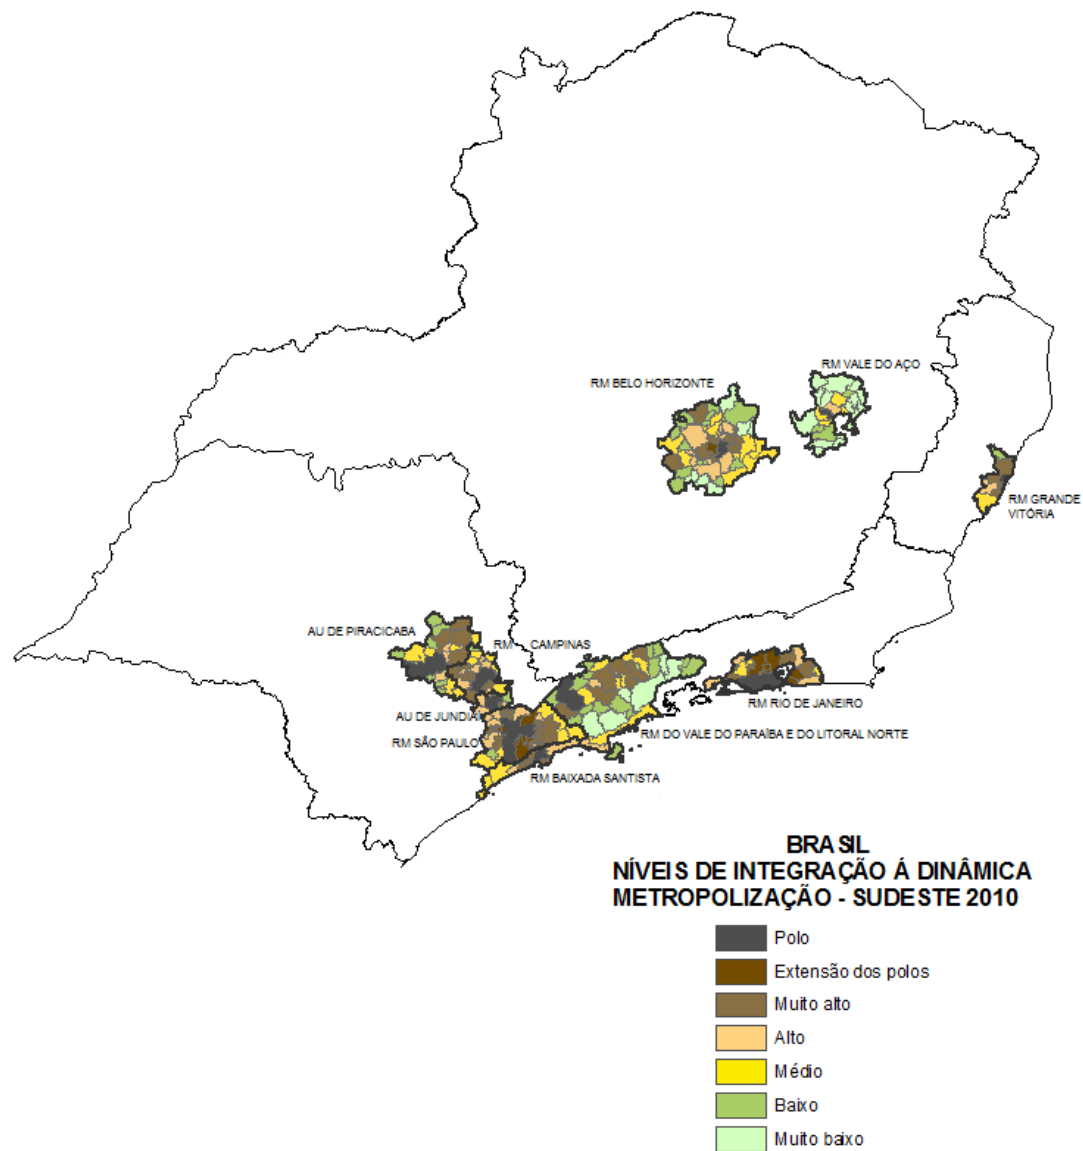 RM VALE DO AÇO
RM BELO HORIZONTE
RM GRANDE
VITÓRIA
AU DE PIRACICABA
RM CAMPINAS
AU DE JUNDIA
RM SÃO PAULO
RM RIO DE JANEIRO
RM DO VALE DO PARAÍBA E DO LITORAL NORTE
RM BAIXADA SANTISTA
BRASIL
NÍVEIS DE INTEGRAÇÃO Á DINÂMICA
METROPOLIZAÇÃO - SUDESTE 2010
Polo
Extensão dos polos
Muito alto
Alto
Médio
Baixo
Muito baixo